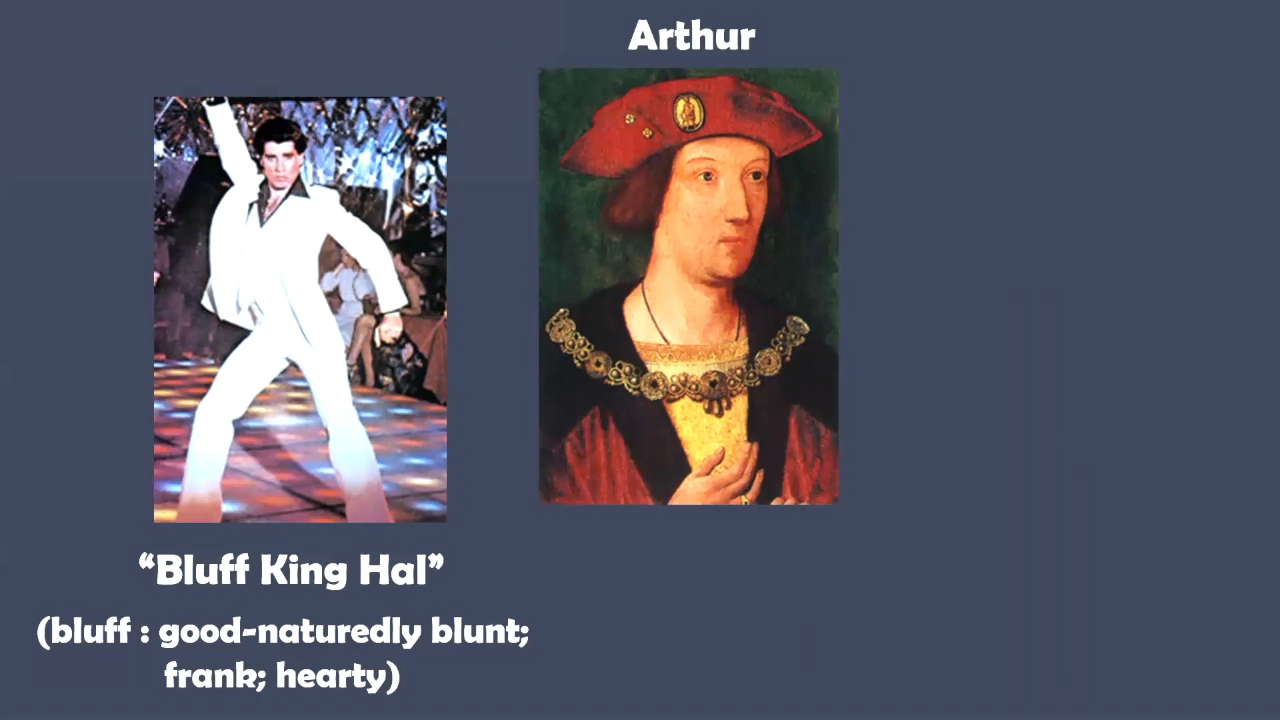 Arthur
“Bluff King Hal”
(bluff : good-naturedly blunt;
frank; hearty)